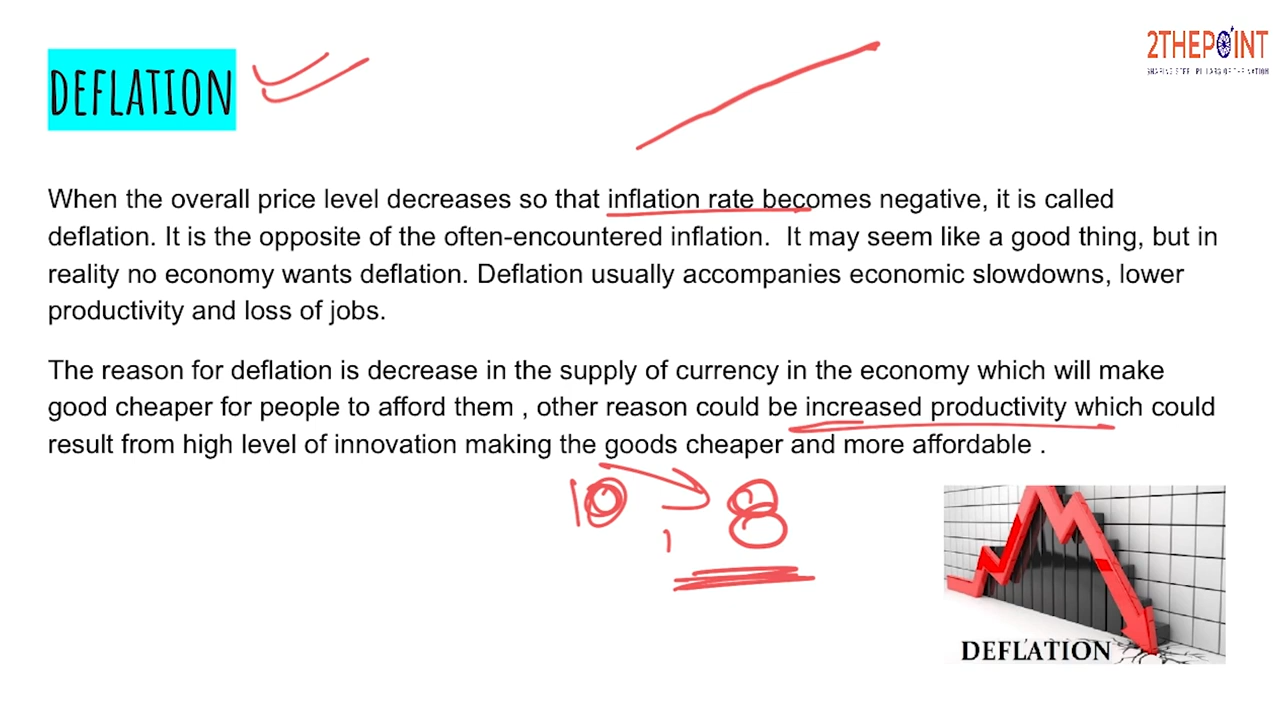 2THEPOINT
DEFLATION
When the overall price level decreases so that inflation rate becomes negative, it is called
deflation. It is the opposite of the often-encountered inflation.  It may seem like a good thing, but in
reality no economy wants deflation. Deflation usually accompanies economic slowdowns, lower
productivity and loss of jobs.
The reason for deflation is decrease in the supply of currency in the economy which will make
good cheaper for people to afford them , other reason could be increased productivity which could
result from high level of innovation making the goods cheaper and more affordable .
10 8
DEFLATION